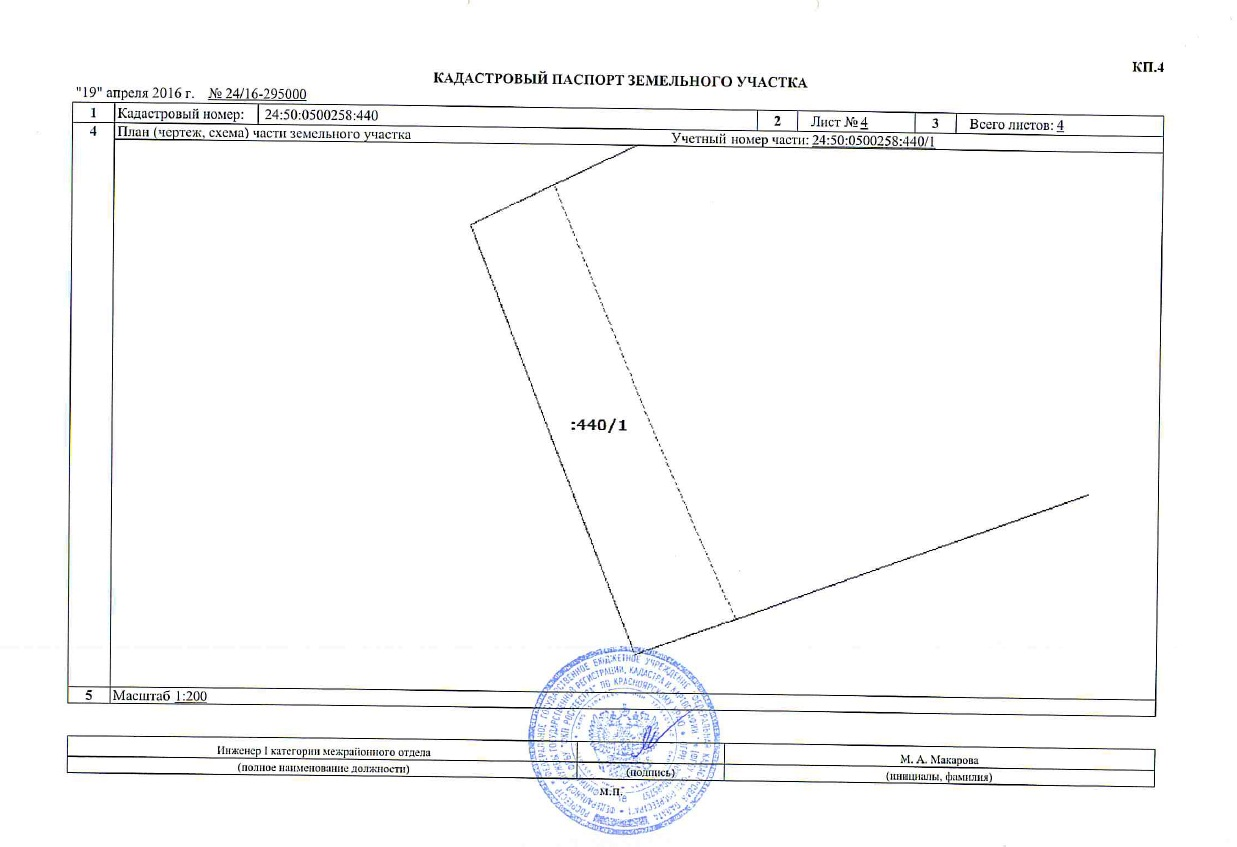 КП.4
КАДАСТРОВЫЙ ПАСПОРТ ЗЕМЕЛЬНОГО УЧАСТКА
"19" апреля 2016 г. № 24/16-295000
1 Кадастровый номер: 24:50:0500258:440 2 Лист № 4 3 Всего листов: 4
4 План (чертеж, схема) части земельного участка Учетный номер части: 24:50:0500258:440/1
:440/1
5 Масштаб 1:200
Инженер I категории межрайонного отдела М. А. Макарова
(полное наименование должности) (подпись) (инициалы, фамилия)
М.П.